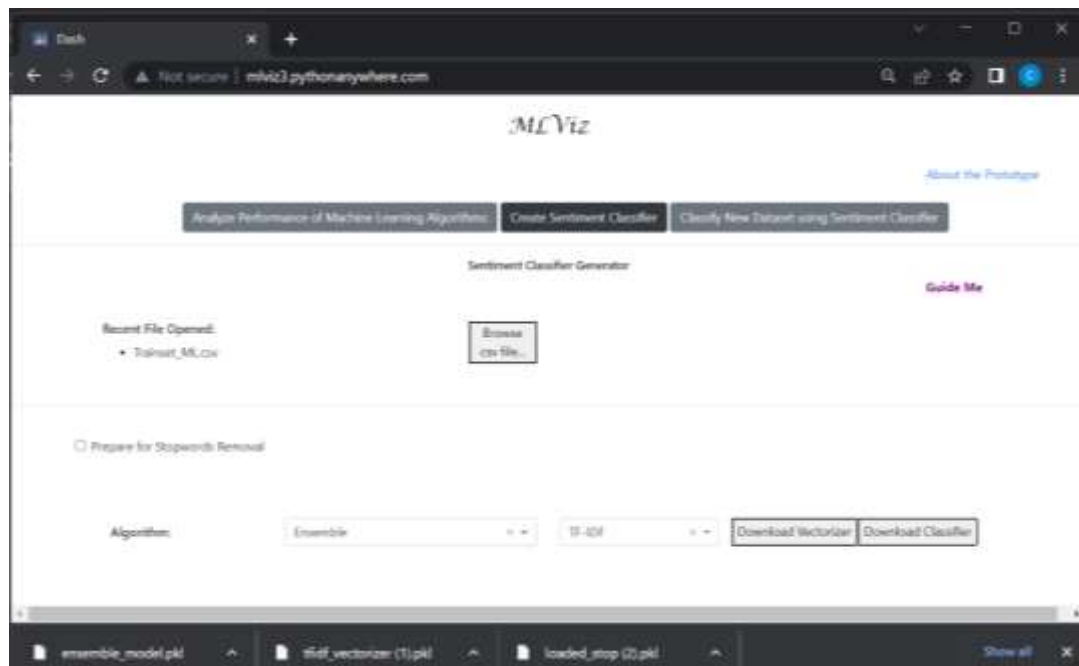 Dash
Not secure | mlviz3.pythonanywhere.com
MLViz
About the Prototype
Analyze Performance of Machine Learning Algorithms
Create Sentiment Classifier
Classify New Dataset using Sentiment Classifier
Sentiment Classifier Generator
Guide Me
Recent File Opened:
Trainset_ML.csv
Browse
csv file...
Prepare for Stopwords Removal
Algorithm:
Ensemble
TF-IDF
Download Vectorizer
Download Classifier
ensemble_model.pkl
tfidf_vectorizer (1).pkl
loaded_stop (2).pkl
Show all